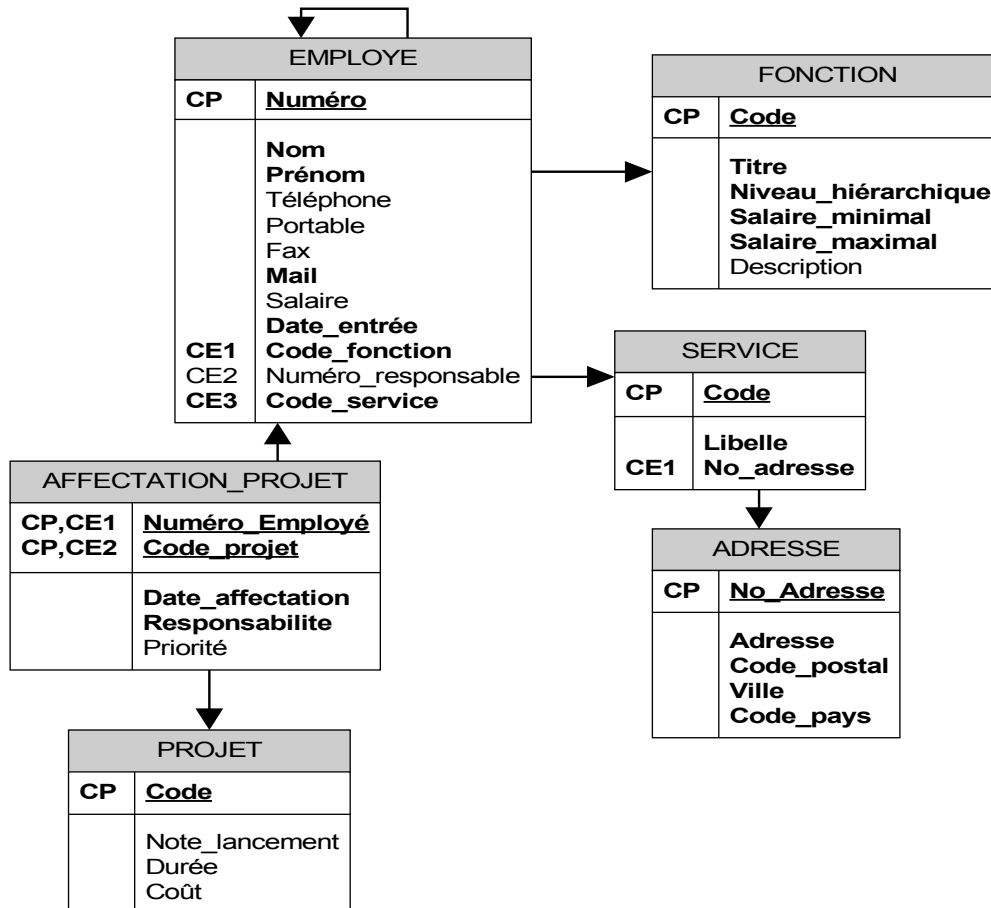 EMPLOYE
CP Numéro
Nom
Prénom
Téléphone
Portable
Fax
Mail
Salaire
Date_entrée
CE1 Code_fonction
CE2 Numéro_responsable
CE3 Code_service
FONCTION
CP Code
Titre
Niveau_hiérarchique
Salaire_minimal
Salaire_maximal
Description
SERVICE
CP Code
Libelle
CE1 No_adresse
AFFECTATION_PROJET
CP,CE1 Numéro_Employé
CP,CE2 Code_projet
Date_affectation
Responsabilite
Priorité
ADRESSE
CP No_Adresse
Adresse
Code_postal
Ville
Code_pays
PROJET
CP Code
Note_lancement
Durée
Coût